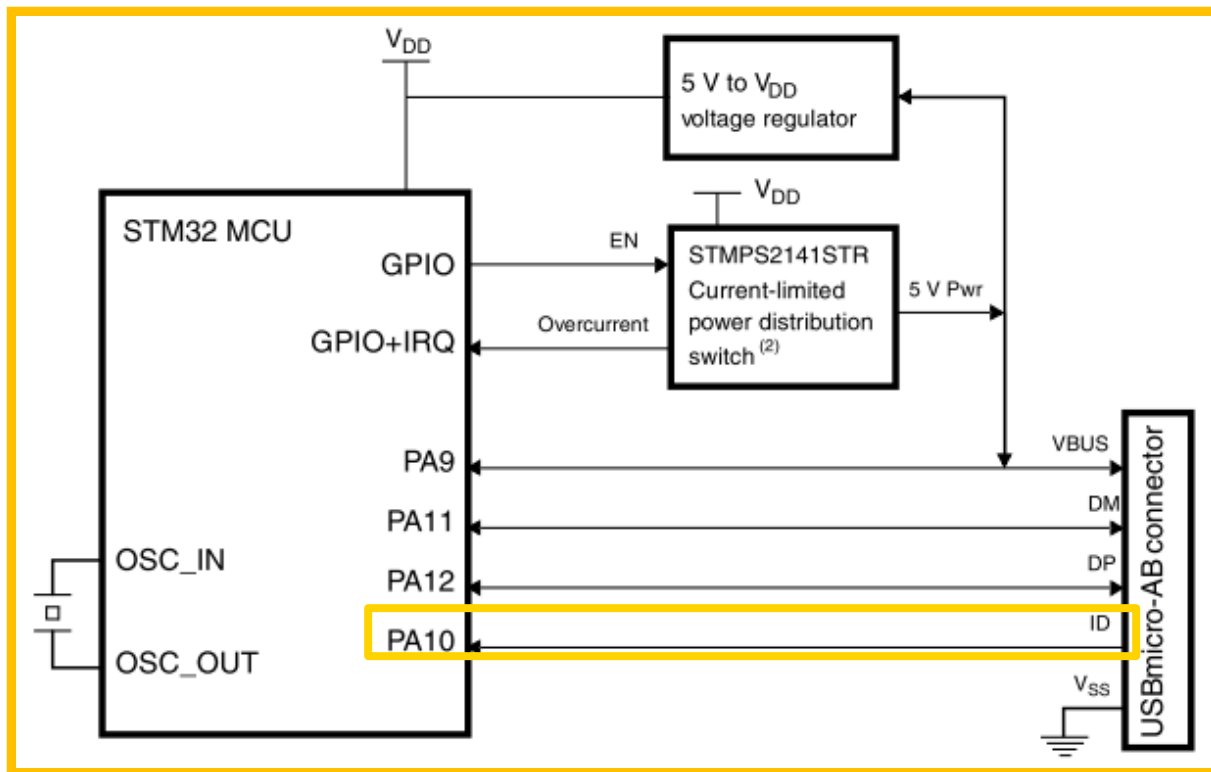 VDD
5 V to VDD
voltage regulator
VDD
STM32 MCU
GPIO
EN
STMPS2141STR
Current-limited
power distribution
switch (2)
5 V Pwr
GPIO+IRQ
Overcurrent
PA9
VBUS
PA11
DM
OSC_IN
PA12
DP
PA10
ID
OSC_OUT
VSS
USBmicro-AB connector